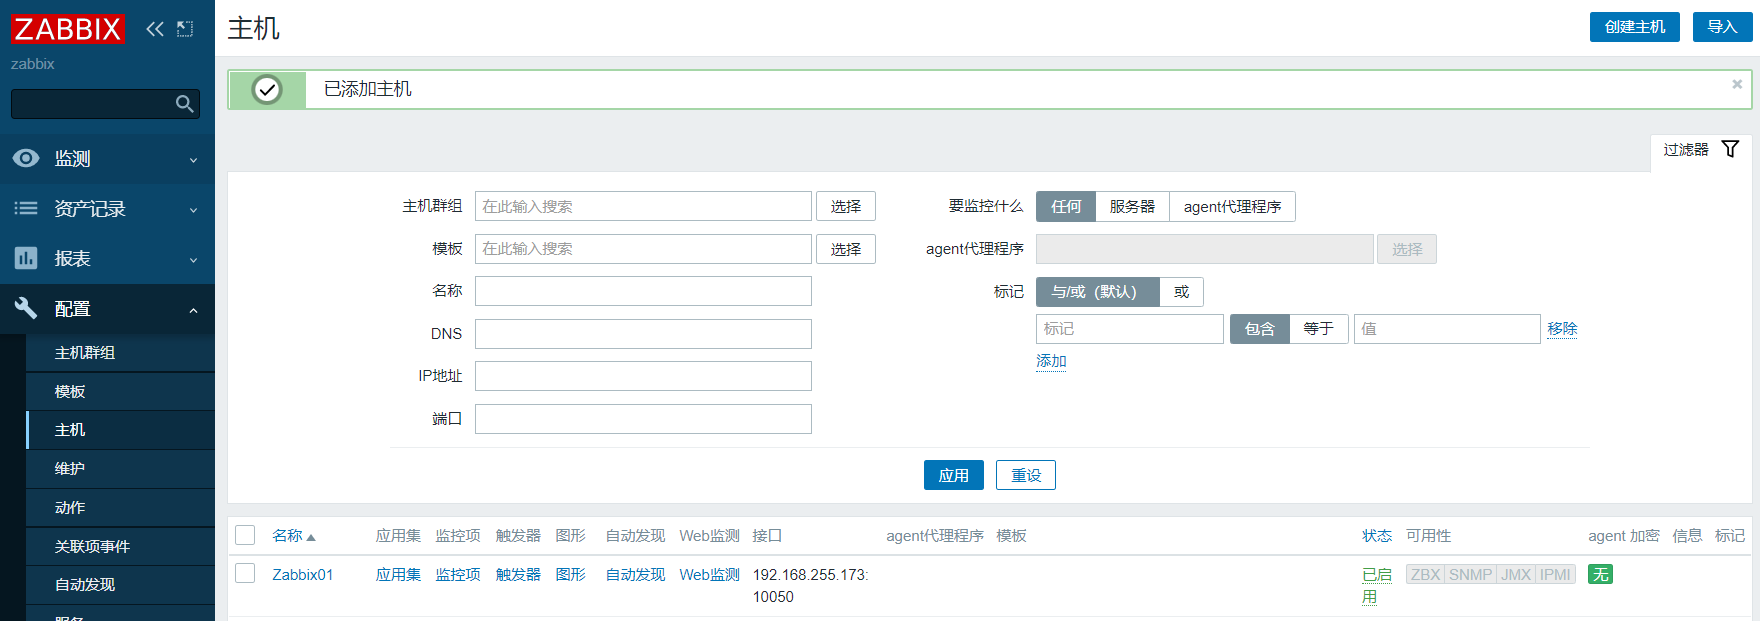 ZABBIX
zabbix
监测
资产记录
报表
配置
主机群组
模板
主机
维护
动作
关联项事件
自动发现
主机
创建主机 导入
已添加主机
过滤器
主机群组 在此输入搜索 选择 要监控什么 任何 服务器 agent代理程序
模板 在此输入搜索 选择 agent代理程序 选择
名称 标记 与/或（默认） 或
标记 包含 等于 值 移除
DNS
添加
IP地址
端口
应用 重设
名称 应用集 监控项 触发器 图形 自动发现 Web监测 接口 agent代理程序 模板 状态 可用性 agent 加密 信息 标记
Zabbix01 应用集 监控项 触发器 图形 自动发现 Web监测 192.168.255.173: 已启 ZBX SNMP JMX IPMI 无
10050 用